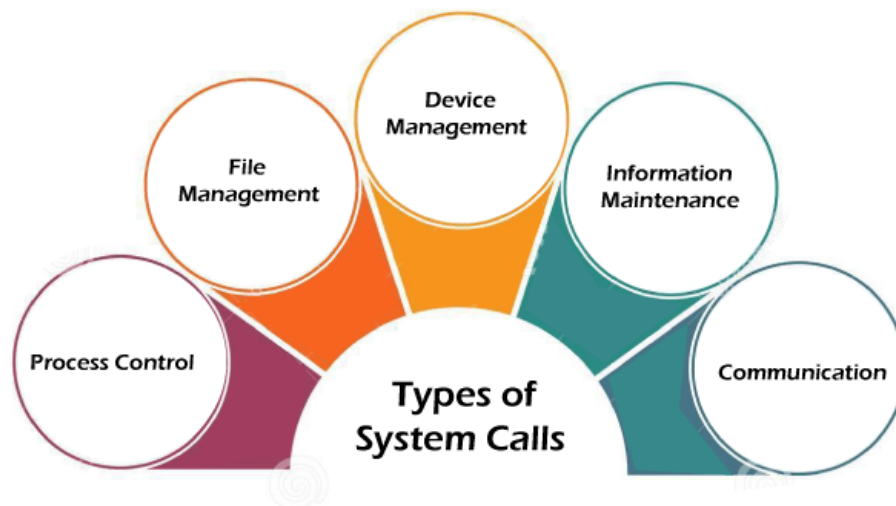 Process Control
File
Management
Device
Management
Information
Maintenance
Communication
Types of
System Calls